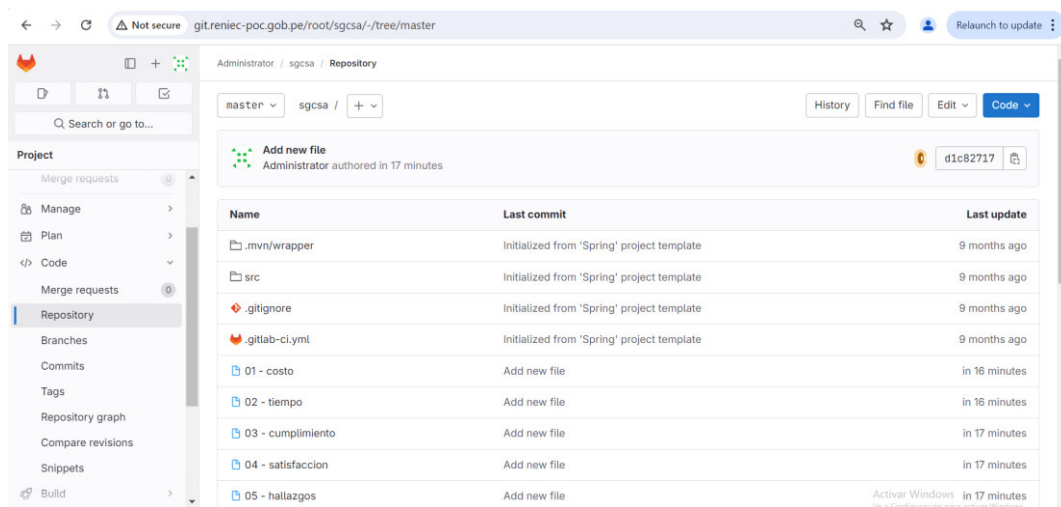 Not secure git.reniec-poc.gob.pe/root/sgcsa/-/tree/master Relaunch to update
Administrator / sgcsa / Repository
Search or go to...
master sgcsa / + History Find file Edit Code
Project
Add new file
Administrator authored in 17 minutes
d1c82717
Merge requests 0
Manage
Plan
Code
Merge requests 0
Repository
Branches
Commits
Tags
Repository graph
Compare revisions
Snippets
Build
Name Last commit Last update
.mvn/wrapper Initialized from 'Spring' project template 9 months ago
src Initialized from 'Spring' project template 9 months ago
.gitignore Initialized from 'Spring' project template 9 months ago
.gitlab-ci.yml Initialized from 'Spring' project template 9 months ago
01 - costo Add new file in 16 minutes
02 - tiempo Add new file in 16 minutes
03 - cumplimiento Add new file in 17 minutes
04 - satisfaccion Add new file in 17 minutes
05 - hallazgos Add new file in 17 minutes
Activar Windows